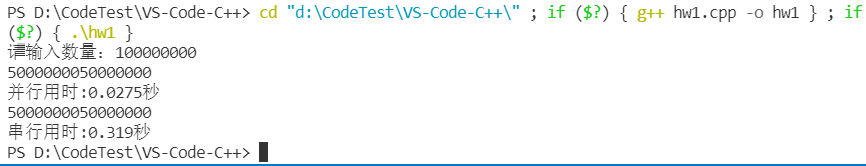 PS D:\CodeTest\VS-Code-C++> cd "d:\CodeTest\VS-Code-C++\" ; if ($?) { g++ hw1.cpp -o hw1 } ; if
($?) { .\hw1 }
请输入数量：100000000
5000000050000000
并行用时:0.0275秒
5000000050000000
串行用时:0.319秒
PS D:\CodeTest\VS-Code-C++>